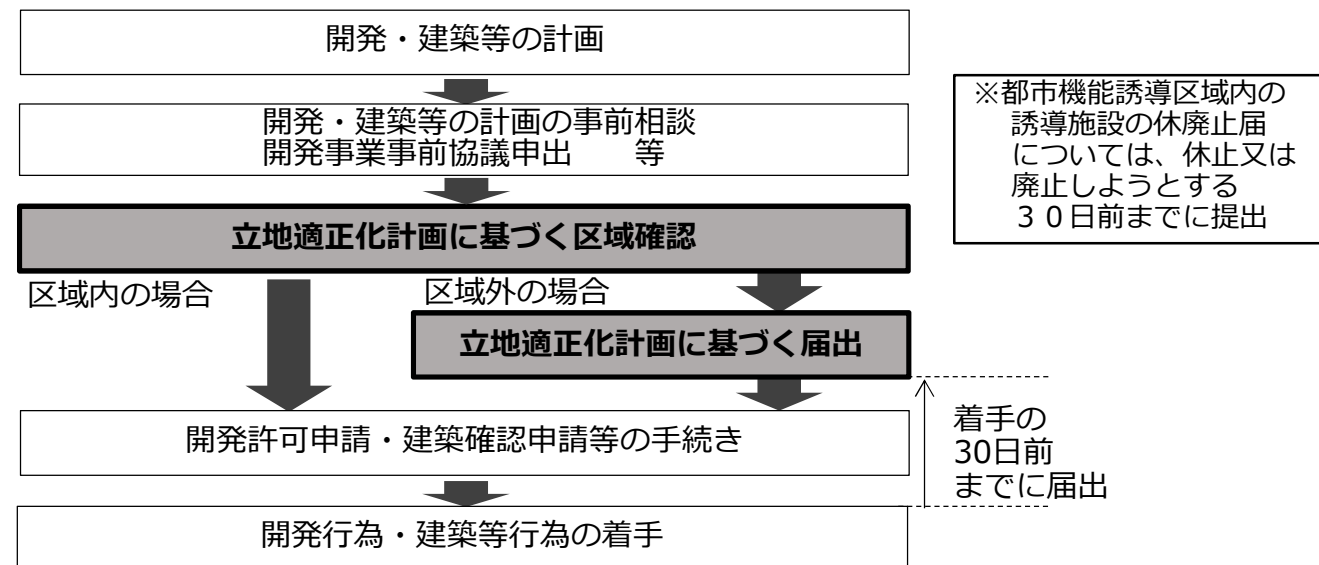 開発・建築等の計画
開発・建築等の計画の事前相談
開発事業事前協議申出　　等
※都市機能誘導区域内の
誘導施設の休廃止届
については、休止又は
廃止しようとする
３０日前までに提出
立地適正化計画に基づく区域確認
区域内の場合
区域外の場合
立地適正化計画に基づく届出
開発許可申請・建築確認申請等の手続き
着手の
30日前
までに届出
開発行為・建築等行為の着手